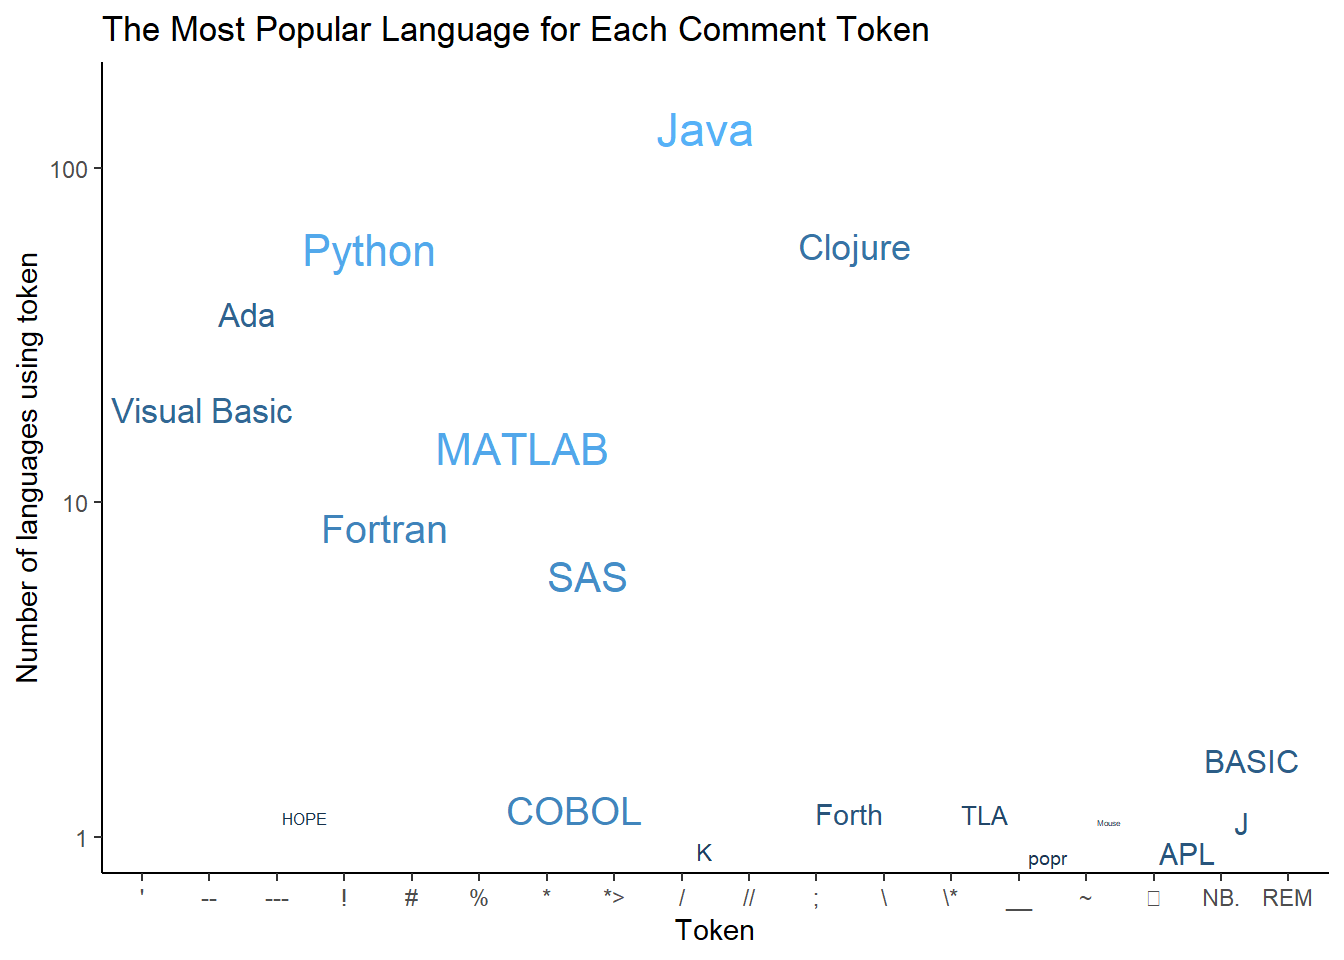 The Most Popular Language for Each Comment Token
Number of languages using token
100
10
1
Java
Python
Clojure
Ada
Visual Basic
MATLAB
Fortran
SAS
BASIC
HOPE
COBOL
Forth
TLA
Mouse
J
K
popr
APL
' -- --- ! # % * *> / // ; \ \* __ ~ NB. REM
Token